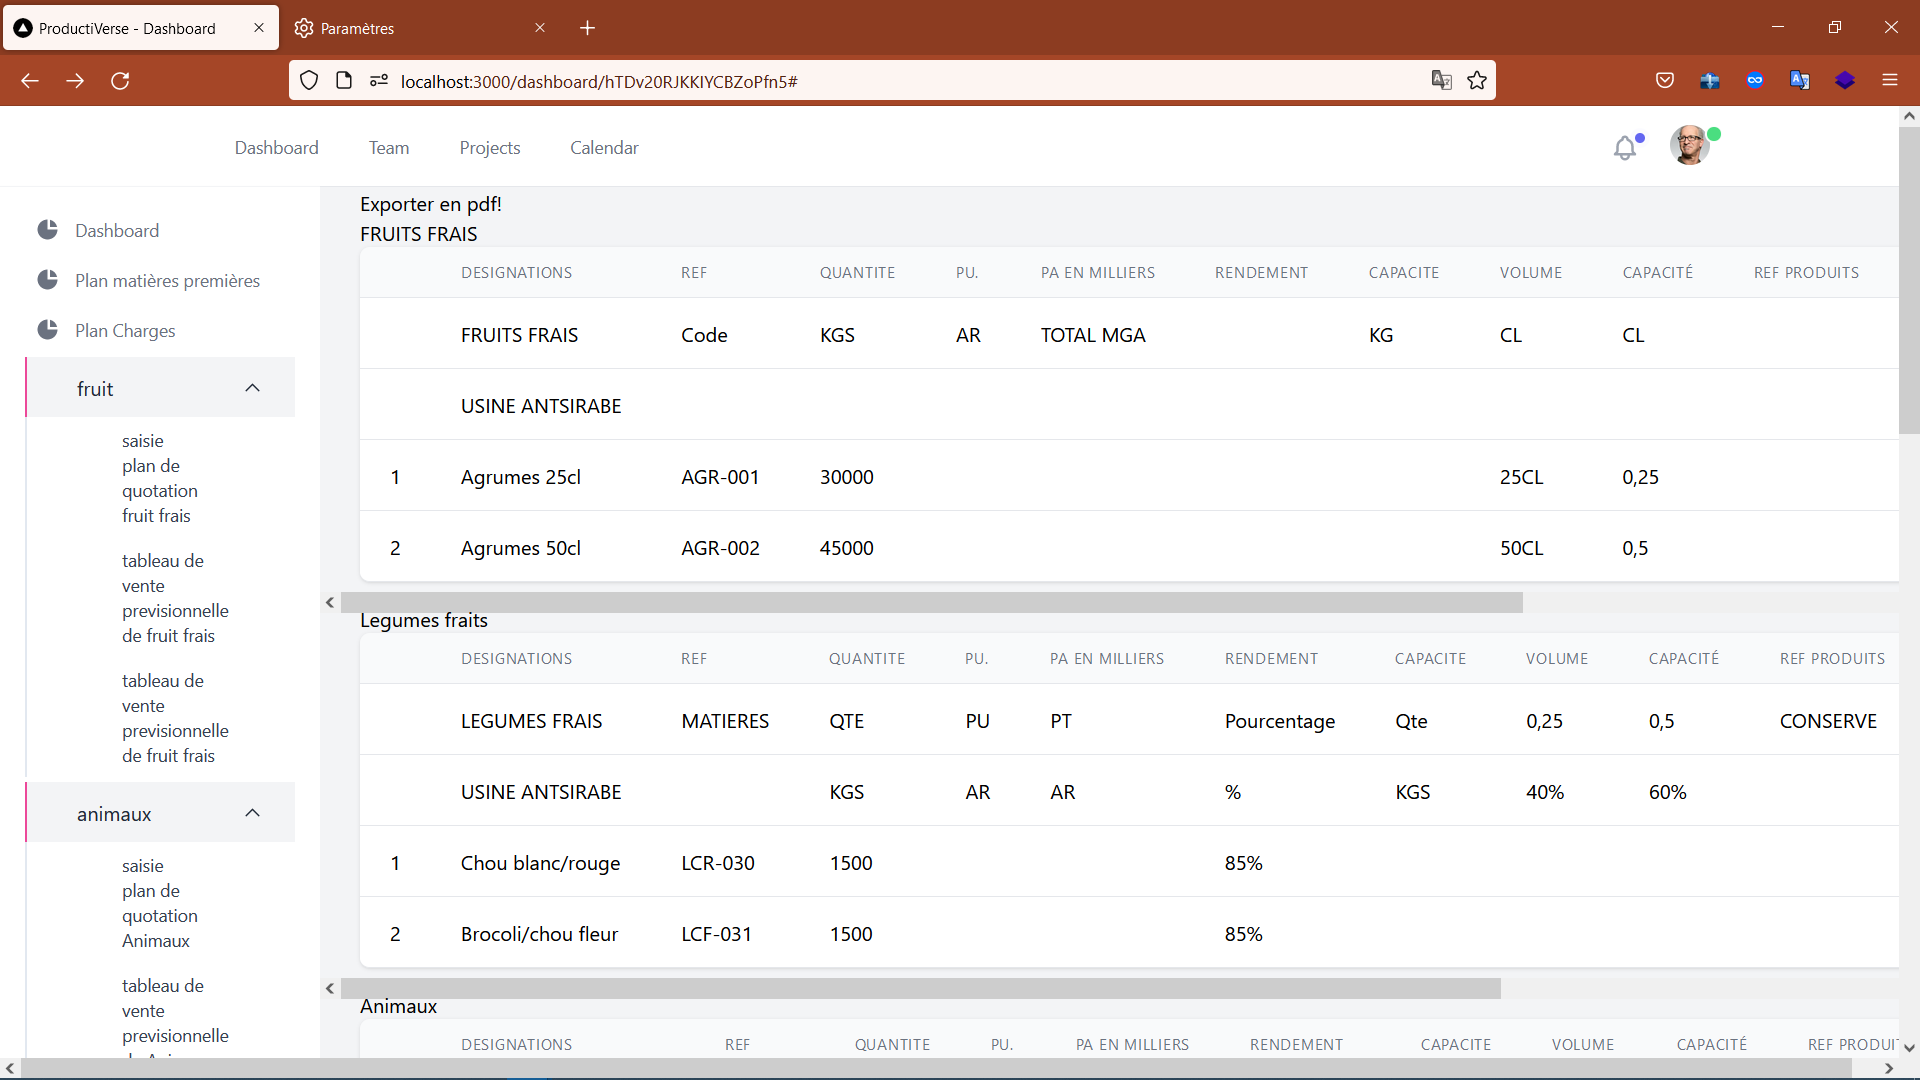 ProductiVerse - Dashboard
Paramètres
localhost:3000/dashboard/hTDv20RJKKIYCBZoPfn5#
Dashboard Team Projects Calendar
Dashboard
Plan matières premières
Plan Charges
fruit
saisie
plan de
quotation
fruit frais
tableau de
vente
previsionnelle
de fruit frais
tableau de
vente
previsionnelle
de fruit frais
animaux
saisie
plan de
quotation
Animaux
tableau de
vente
previsionnelle
Exporter en pdf!
FRUITS FRAIS
DESIGNATIONS REF QUANTITE PU. PA EN MILLIERS RENDEMENT CAPACITE VOLUME CAPACITÉ REF PRODUITS
FRUITS FRAIS Code KGS AR TOTAL MGA KG CL CL
USINE ANTSIRABE
1 Agrumes 25cl AGR-001 30000 25CL 0,25
2 Agrumes 50cl AGR-002 45000 50CL 0,5
Legumes fraits
DESIGNATIONS REF QUANTITE PU. PA EN MILLIERS RENDEMENT CAPACITE VOLUME CAPACITÉ REF PRODUITS
LEGUMES FRAIS MATIERES QTE PU PT Pourcentage Qte 0,25 0,5 CONSERVE
USINE ANTSIRABE KGS AR AR % KGS 40% 60%
1 Chou blanc/rouge LCR-030 1500 85%
2 Brocoli/chou fleur LCF-031 1500 85%
Animaux
DESIGNATIONS REF QUANTITE PU. PA EN MILLIERS RENDEMENT CAPACITE VOLUME CAPACITÉ REF